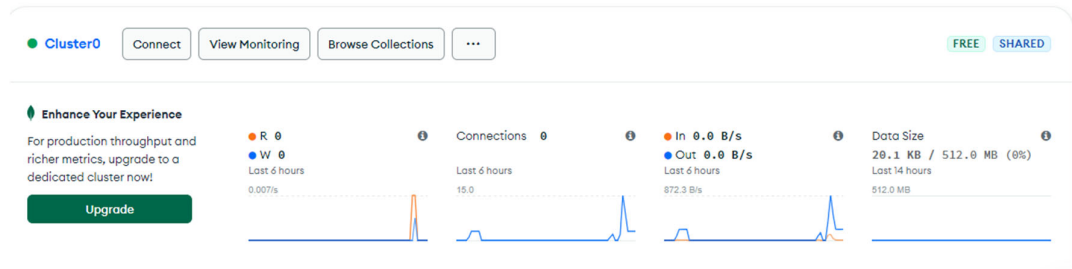 Cluster0 Connect View Monitoring Browse Collections ... FREE SHARED
Enhance Your Experience
For production throughput and
richer metrics, upgrade to a
dedicated cluster now!
Upgrade
R 0
W 0
Last 6 hours
0.007/s
Connections 0
Last 6 hours
15.0
In 0.0 B/s
Out 0.0 B/s
Last 6 hours
872.3 B/s
Data Size
20.1 KB / 512.0 MB (0%)
Last 14 hours
512.0 MB